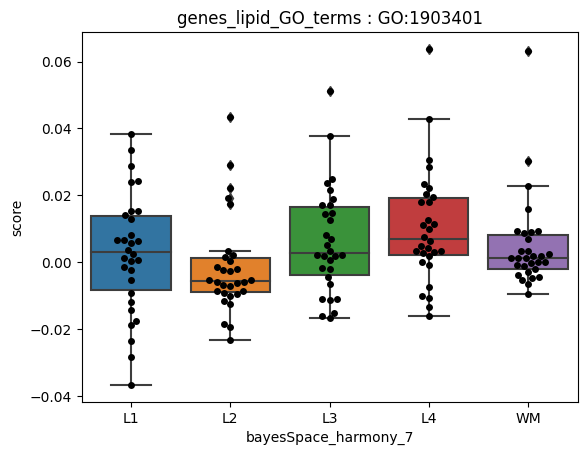 genes_lipid_GO_terms : GO:1903401
score
0.06
0.04
0.02
0.00
−0.02
−0.04
L1 L2 L3 L4 WM
bayesSpace_harmony_7